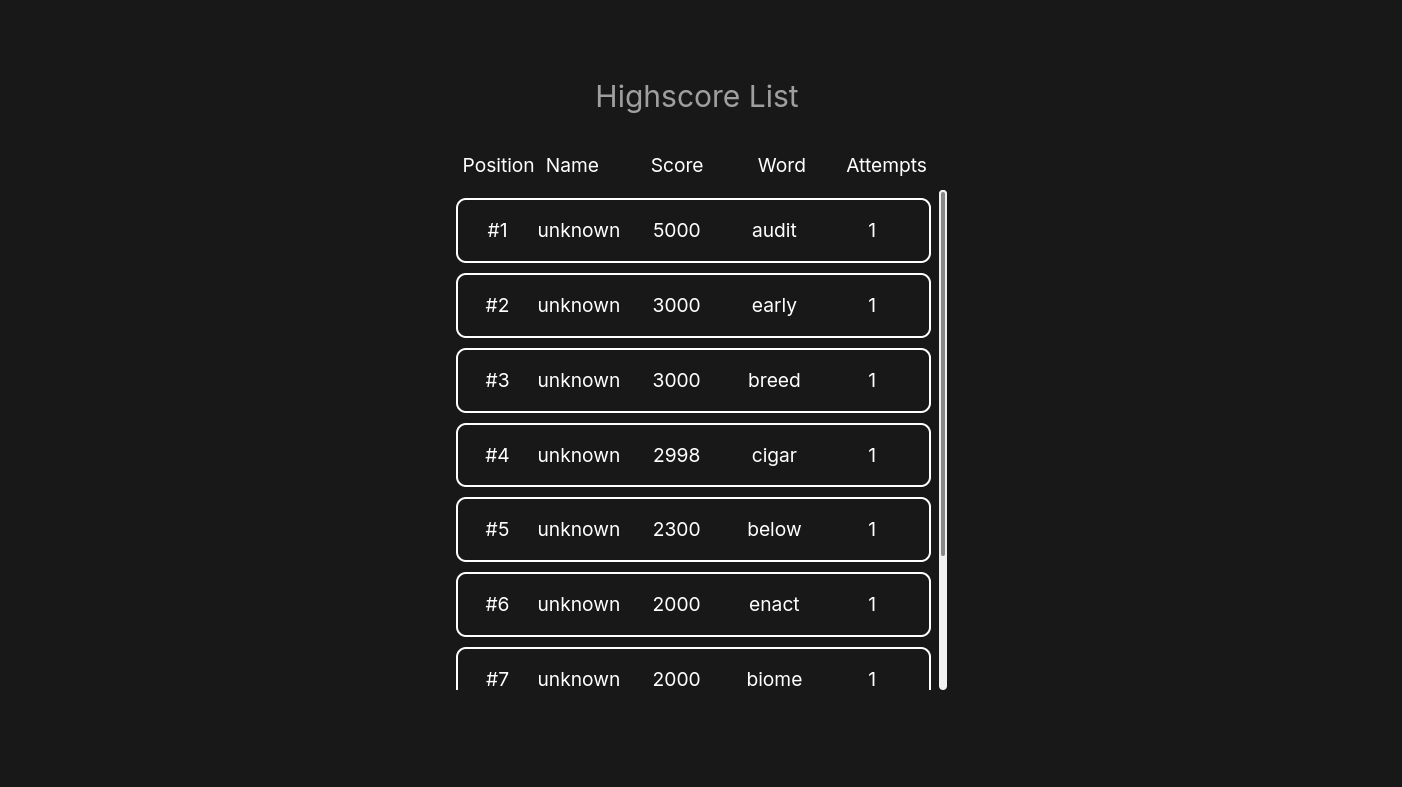 Highscore List
Position Name Score Word Attempts
#1 unknown 5000 audit 1
#2 unknown 3000 early 1
#3 unknown 3000 breed 1
#4 unknown 2998 cigar 1
#5 unknown 2300 below 1
#6 unknown 2000 enact 1
#7 unknown 2000 biome 1